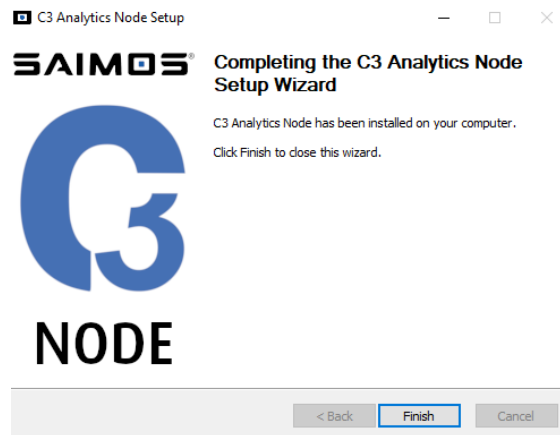 C3 Analytics Node Setup
SAIMOS®
Completing the C3 Analytics Node
Setup Wizard
C3 Analytics Node has been installed on your computer.
Click Finish to close this wizard.
C3
NODE
< Back
Finish
Cancel